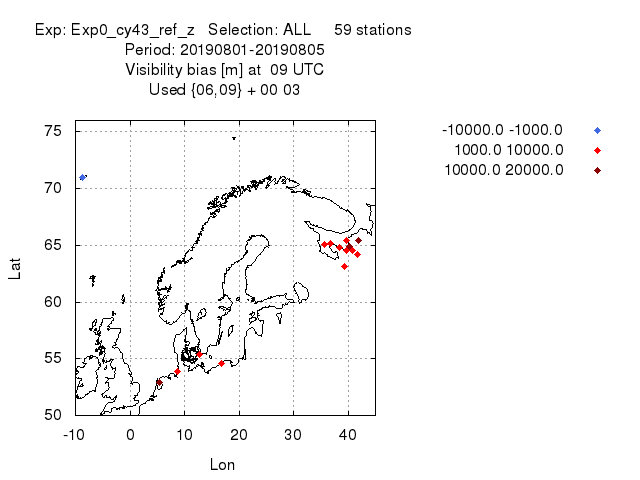 Exp: Exp0_cy43_ref_z   Selection: ALL     59 stations
Period: 20190801-20190805
Visibility bias [m] at  09 UTC
Used {06,09} + 00 03
-10000.0 -1000.0
1000.0 10000.0
10000.0 20000.0
75
70
65
60
55
50
Lat
-10 0 10 20 30 40
Lon